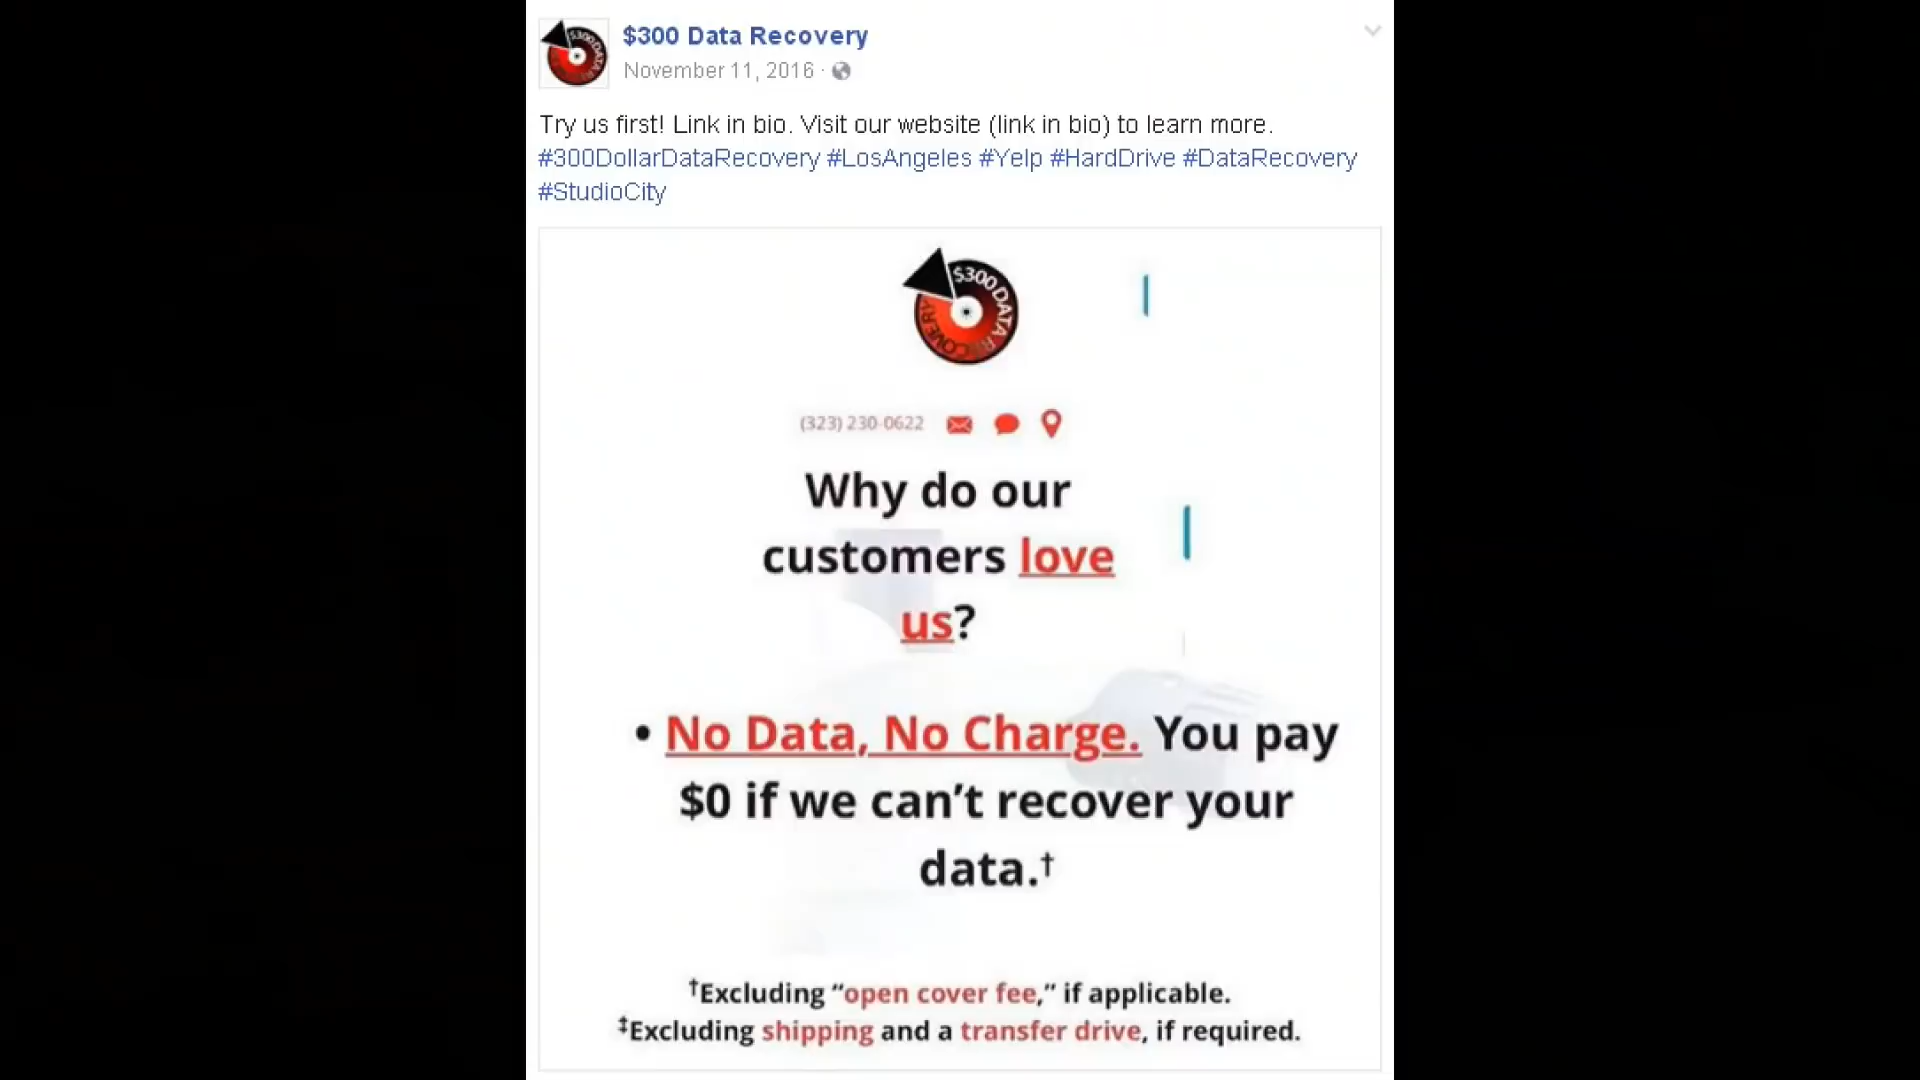 $300 Data Recovery
November 11, 2016 ·
Try us first! Link in bio. Visit our website (link in bio) to learn more.
#300DollarDataRecovery #LosAngeles #Yelp #HardDrive #DataRecovery
#StudioCity
$300 DATA RECOVERY
(323) 230-0622
Why do our
customers love
us?
• No Data, No Charge. You pay
$0 if we can’t recover your
data.†
†Excluding “open cover fee,” if applicable.
‡Excluding shipping and a transfer drive, if required.